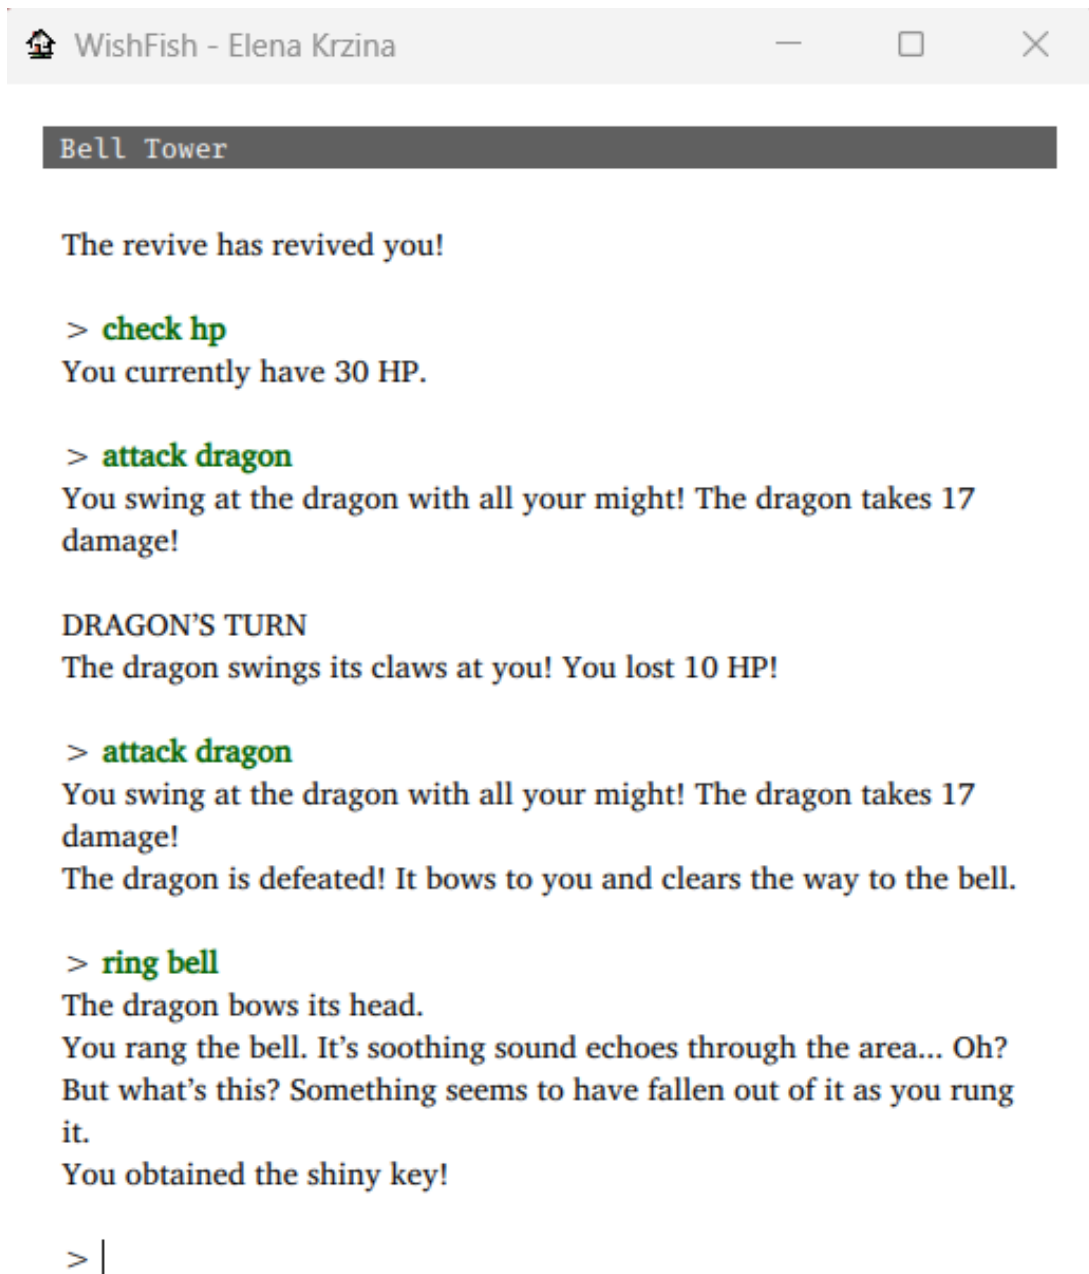 WishFish - Elena Krzina
Bell Tower
The revive has revived you!
> check hp
You currently have 30 HP.
> attack dragon
You swing at the dragon with all your might! The dragon takes 17
damage!
DRAGON’S TURN
The dragon swings its claws at you! You lost 10 HP!
> attack dragon
You swing at the dragon with all your might! The dragon takes 17
damage!
The dragon is defeated! It bows to you and clears the way to the bell.
> ring bell
The dragon bows its head.
You rang the bell. It’s soothing sound echoes through the area... Oh?
But what’s this? Something seems to have fallen out of it as you rung
it.
You obtained the shiny key!
>